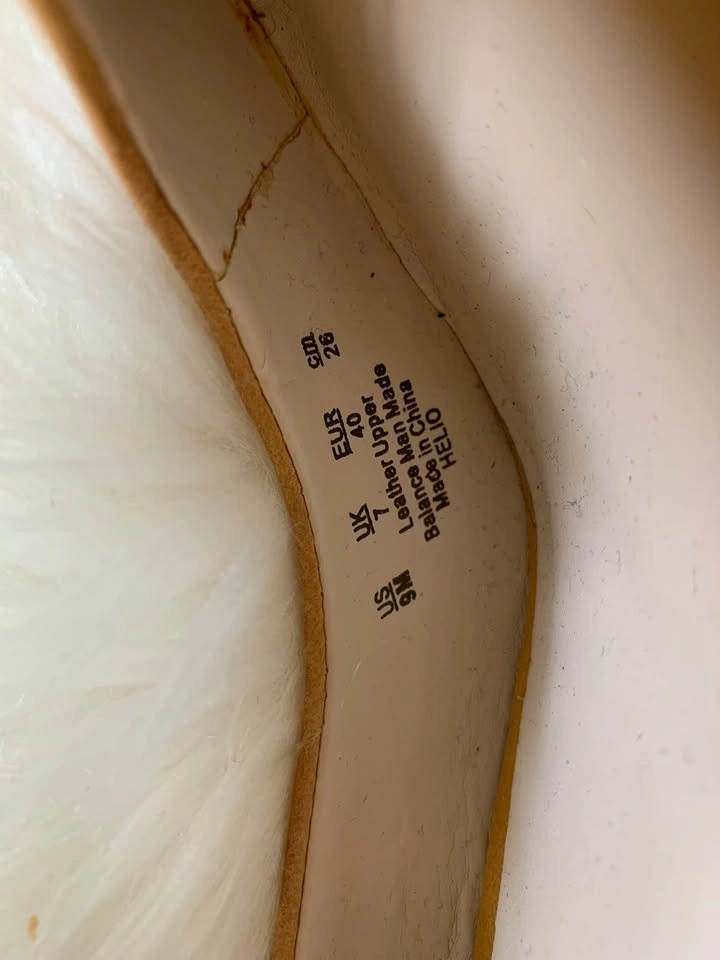 US UK EUR cm
9M 7 40 26
Leather Upper
Balance Man Made
Made in China
HELIO